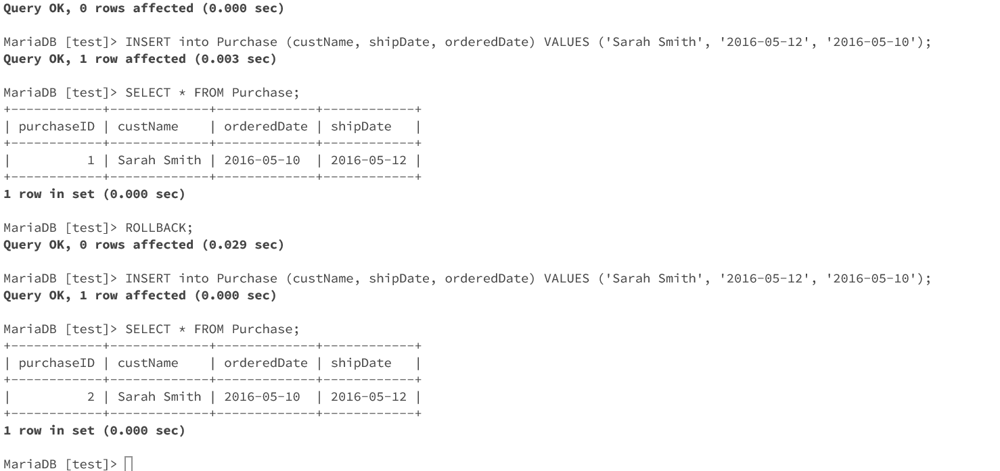 Query OK, 0 rows affected (0.000 sec)
MariaDB [test]> INSERT into Purchase (custName, shipDate, orderedDate) VALUES ('Sarah Smith', '2016-05-12', '2016-05-10');
Query OK, 1 row affected (0.003 sec)
MariaDB [test]> SELECT * FROM Purchase;
+------------+-------------+-------------+------------+
| purchaseID | custName    | orderedDate | shipDate   |
+------------+-------------+-------------+------------+
|          1 | Sarah Smith | 2016-05-10  | 2016-05-12 |
+------------+-------------+-------------+------------+
1 row in set (0.000 sec)
MariaDB [test]> ROLLBACK;
Query OK, 0 rows affected (0.029 sec)
MariaDB [test]> INSERT into Purchase (custName, shipDate, orderedDate) VALUES ('Sarah Smith', '2016-05-12', '2016-05-10');
Query OK, 1 row affected (0.000 sec)
MariaDB [test]> SELECT * FROM Purchase;
+------------+-------------+-------------+------------+
| purchaseID | custName    | orderedDate | shipDate   |
+------------+-------------+-------------+------------+
|          2 | Sarah Smith | 2016-05-10  | 2016-05-12 |
+------------+-------------+-------------+------------+
1 row in set (0.000 sec)
MariaDB [test]>